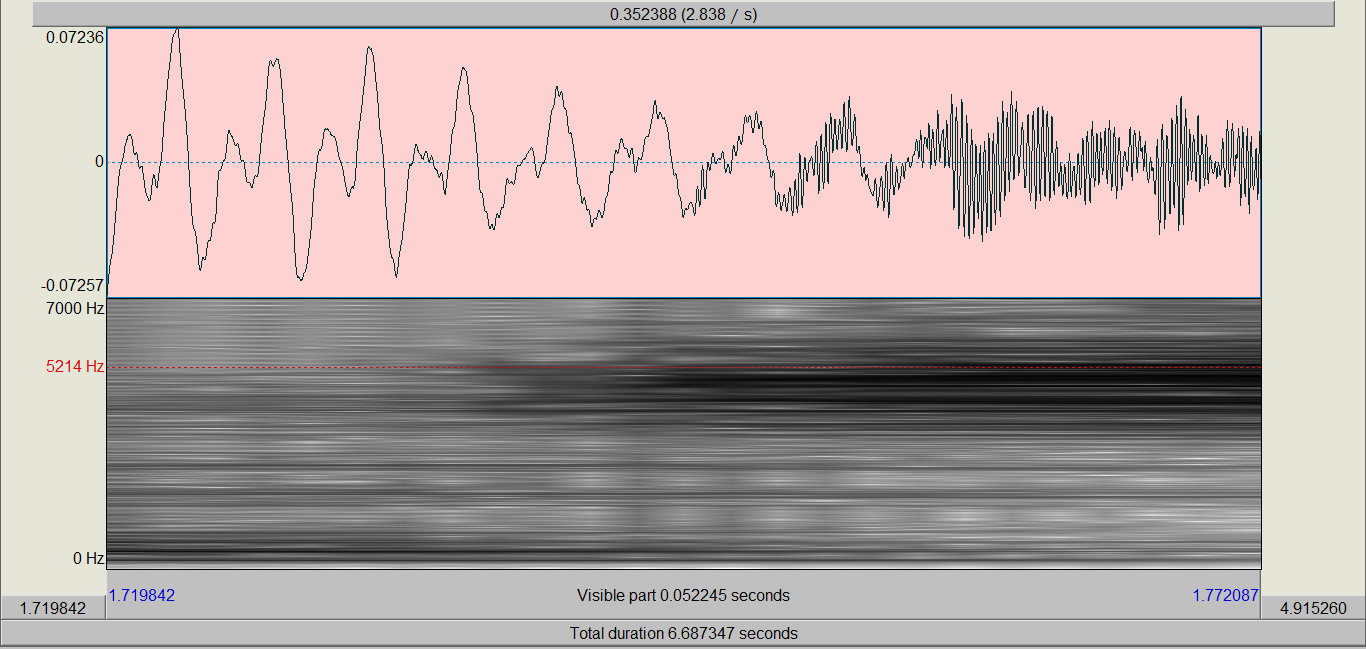 0.352388 (2.838 / s)
0.07236
0
-0.07257
7000 Hz
5214 Hz
0 Hz
1.719842
Visible part 0.052245 seconds
1.772087
1.719842
4.915260
Total duration 6.687347 seconds